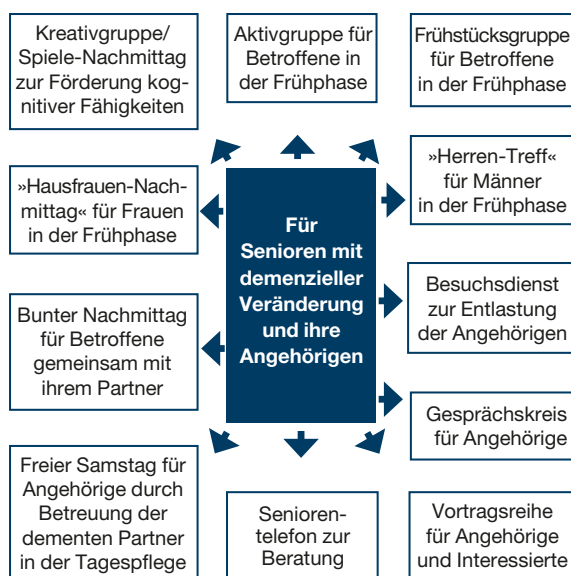 Kreativgruppe/
Spiele-Nachmittag
zur Förderung kog-
nitiver Fähigkeiten
Aktivgruppe für
Betroffene in
der Frühphase
Frühstücksgruppe
für Betroffene
in der Frühphase
»Hausfrauen-Nach-
mittag« für Frauen
in der Frühphase
Für
Senioren mit
demenzieller
Veränderung
und ihre
Angehörigen
»Herren-Treff«
für Männer
in der Frühphase
Besuchsdienst
zur Entlastung
der Angehörigen
Bunter Nachmittag
für Betroffene
gemeinsam mit
ihrem Partner
Gesprächskreis
für Angehörige
Freier Samstag für
Angehörige durch
Betreuung der
dementen Partner
in der Tagespflege
Senioren-
telefon zur
Beratung
Vortragsreihe
für Angehörige
und Interessierte